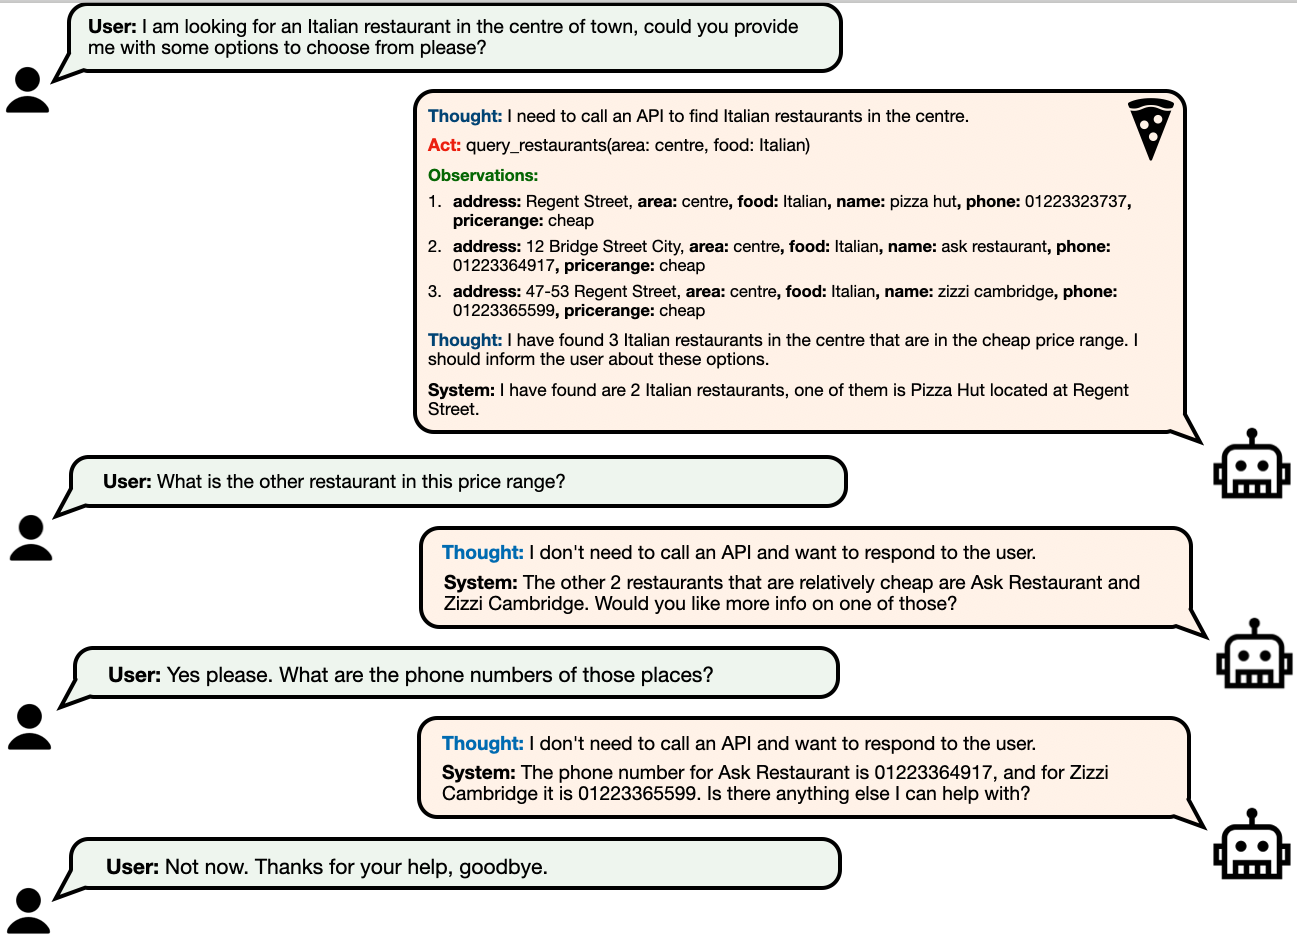 User: I am looking for an Italian restaurant in the centre of town, could you provide
me with some options to choose from please?
Thought: I need to call an API to find Italian restaurants in the centre.
Act: query_restaurants(area: centre, food: Italian)
Observations:
1. address: Regent Street, area: centre, food: Italian, name: pizza hut, phone: 01223323737,
pricerange: cheap
2. address: 12 Bridge Street City, area: centre, food: Italian, name: ask restaurant, phone:
01223364917, pricerange: cheap
3. address: 47-53 Regent Street, area: centre, food: Italian, name: zizzi cambridge, phone:
01223365599, pricerange: cheap
Thought: I have found 3 Italian restaurants in the centre that are in the cheap price range. I
should inform the user about these options.
System: I have found are 2 Italian restaurants, one of them is Pizza Hut located at Regent
Street.
User: What is the other restaurant in this price range?
Thought: I don't need to call an API and want to respond to the user.
System: The other 2 restaurants that are relatively cheap are Ask Restaurant and
Zizzi Cambridge. Would you like more info on one of those?
User: Yes please. What are the phone numbers of those places?
Thought: I don't need to call an API and want to respond to the user.
System: The phone number for Ask Restaurant is 01223364917, and for Zizzi
Cambridge it is 01223365599. Is there anything else I can help with?
User: Not now. Thanks for your help, goodbye.